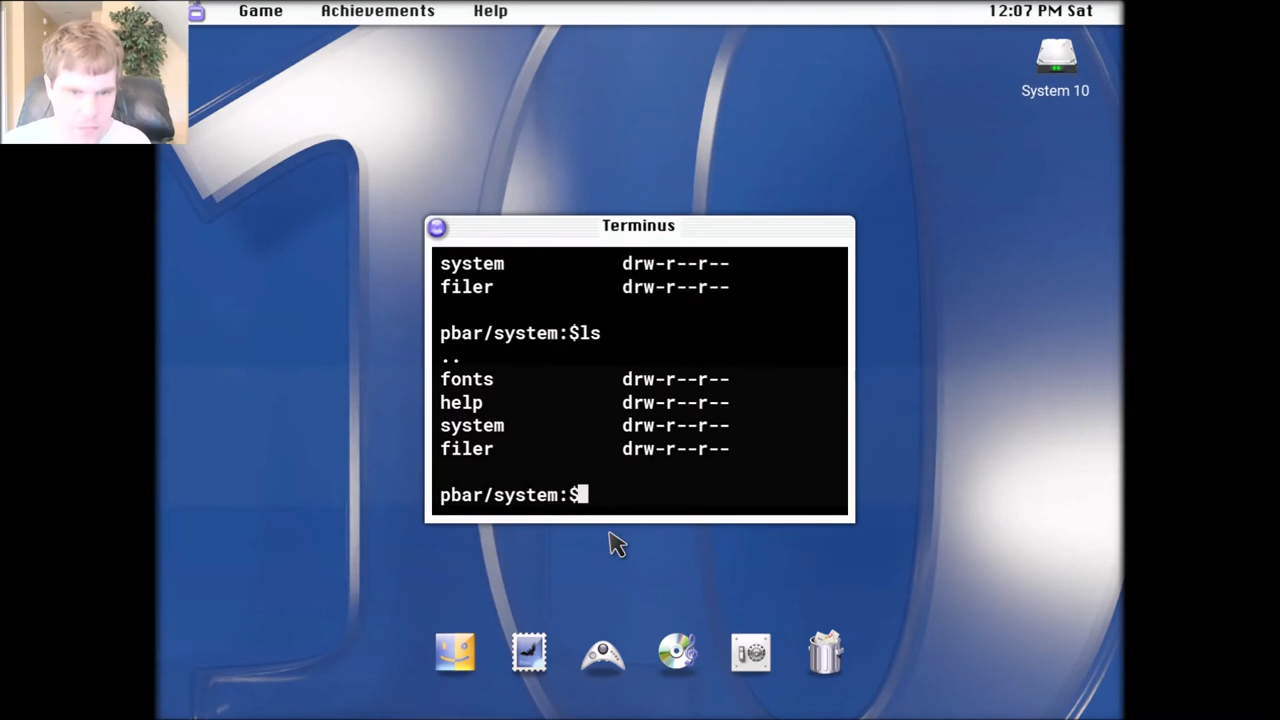 Game Achievements Help 12:07 PM Sat
System 10
Terminus
system drw-r--r--
filer drw-r--r--
pbar/system:$ls
..
fonts drw-r--r--
help drw-r--r--
system drw-r--r--
filer drw-r--r--
pbar/system:$
10